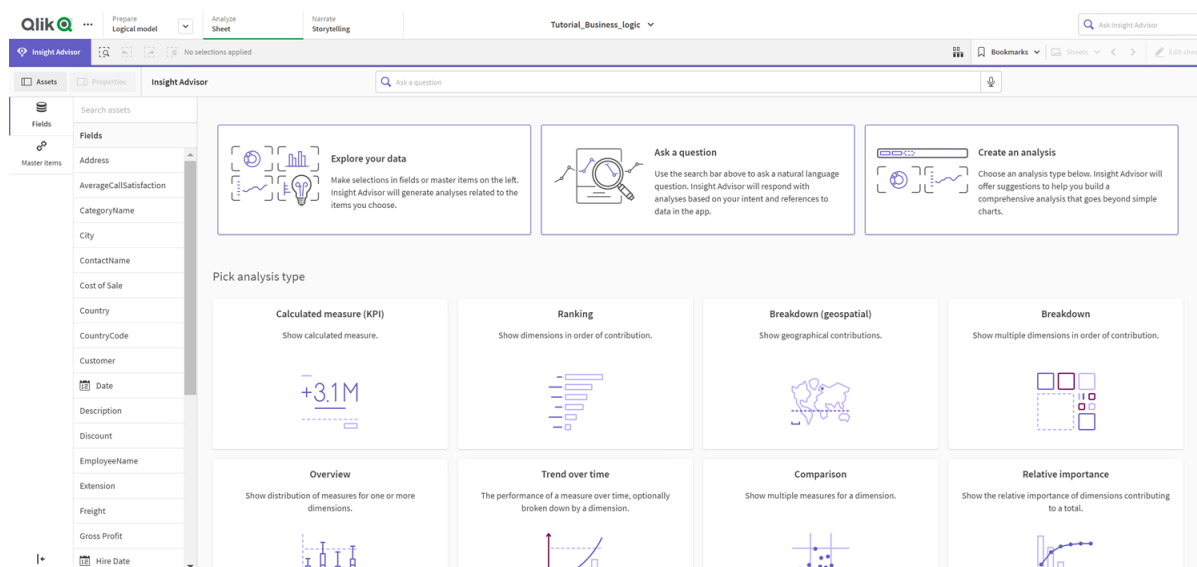 Qlik
Prepare
Logical model
Analyze
Sheet
Narrate
Storytelling
Tutorial_Business_logic
Ask Insight Advisor
Insight Advisor
No selections applied
Bookmarks
Sheets
Edit shee
Assets
Properties
Insight Advisor
Ask a question
Fields
Master Items
Search assets
Fields
Address
AverageCallSatisfaction
CategoryName
City
ContactName
Cost of Sale
Country
CountryCode
Customer
Date
Description
Discount
EmployeeName
Extension
Freight
Gross Profit
Hire Date
Explore your data
Make selections in fields or master items on the left.
Insight Advisor will generate analyses related to the
items you choose.
Ask a question
Use the search bar above to ask a natural language
question. Insight Advisor will respond with
analyses based on your intent and references to
data in the app.
Create an analysis
Choose an analysis type below. Insight Advisor will
offer suggestions to help you build a
comprehensive analysis that goes beyond simple
charts.
Pick analysis type
Calculated measure (KPI)
Show calculated measure.
+3.1M
Ranking
Show dimensions in order of contribution.
Breakdown (geospatial)
Show geographical contributions.
Breakdown
Show multiple dimensions in order of contribution.
Overview
Show distribution of measures for one or more
dimensions.
Trend over time
The performance of a measure over time, optionally
broken down by a dimension.
Comparison
Show multiple measures for a dimension.
Relative importance
Show the relative importance of dimensions contributing
to a total.